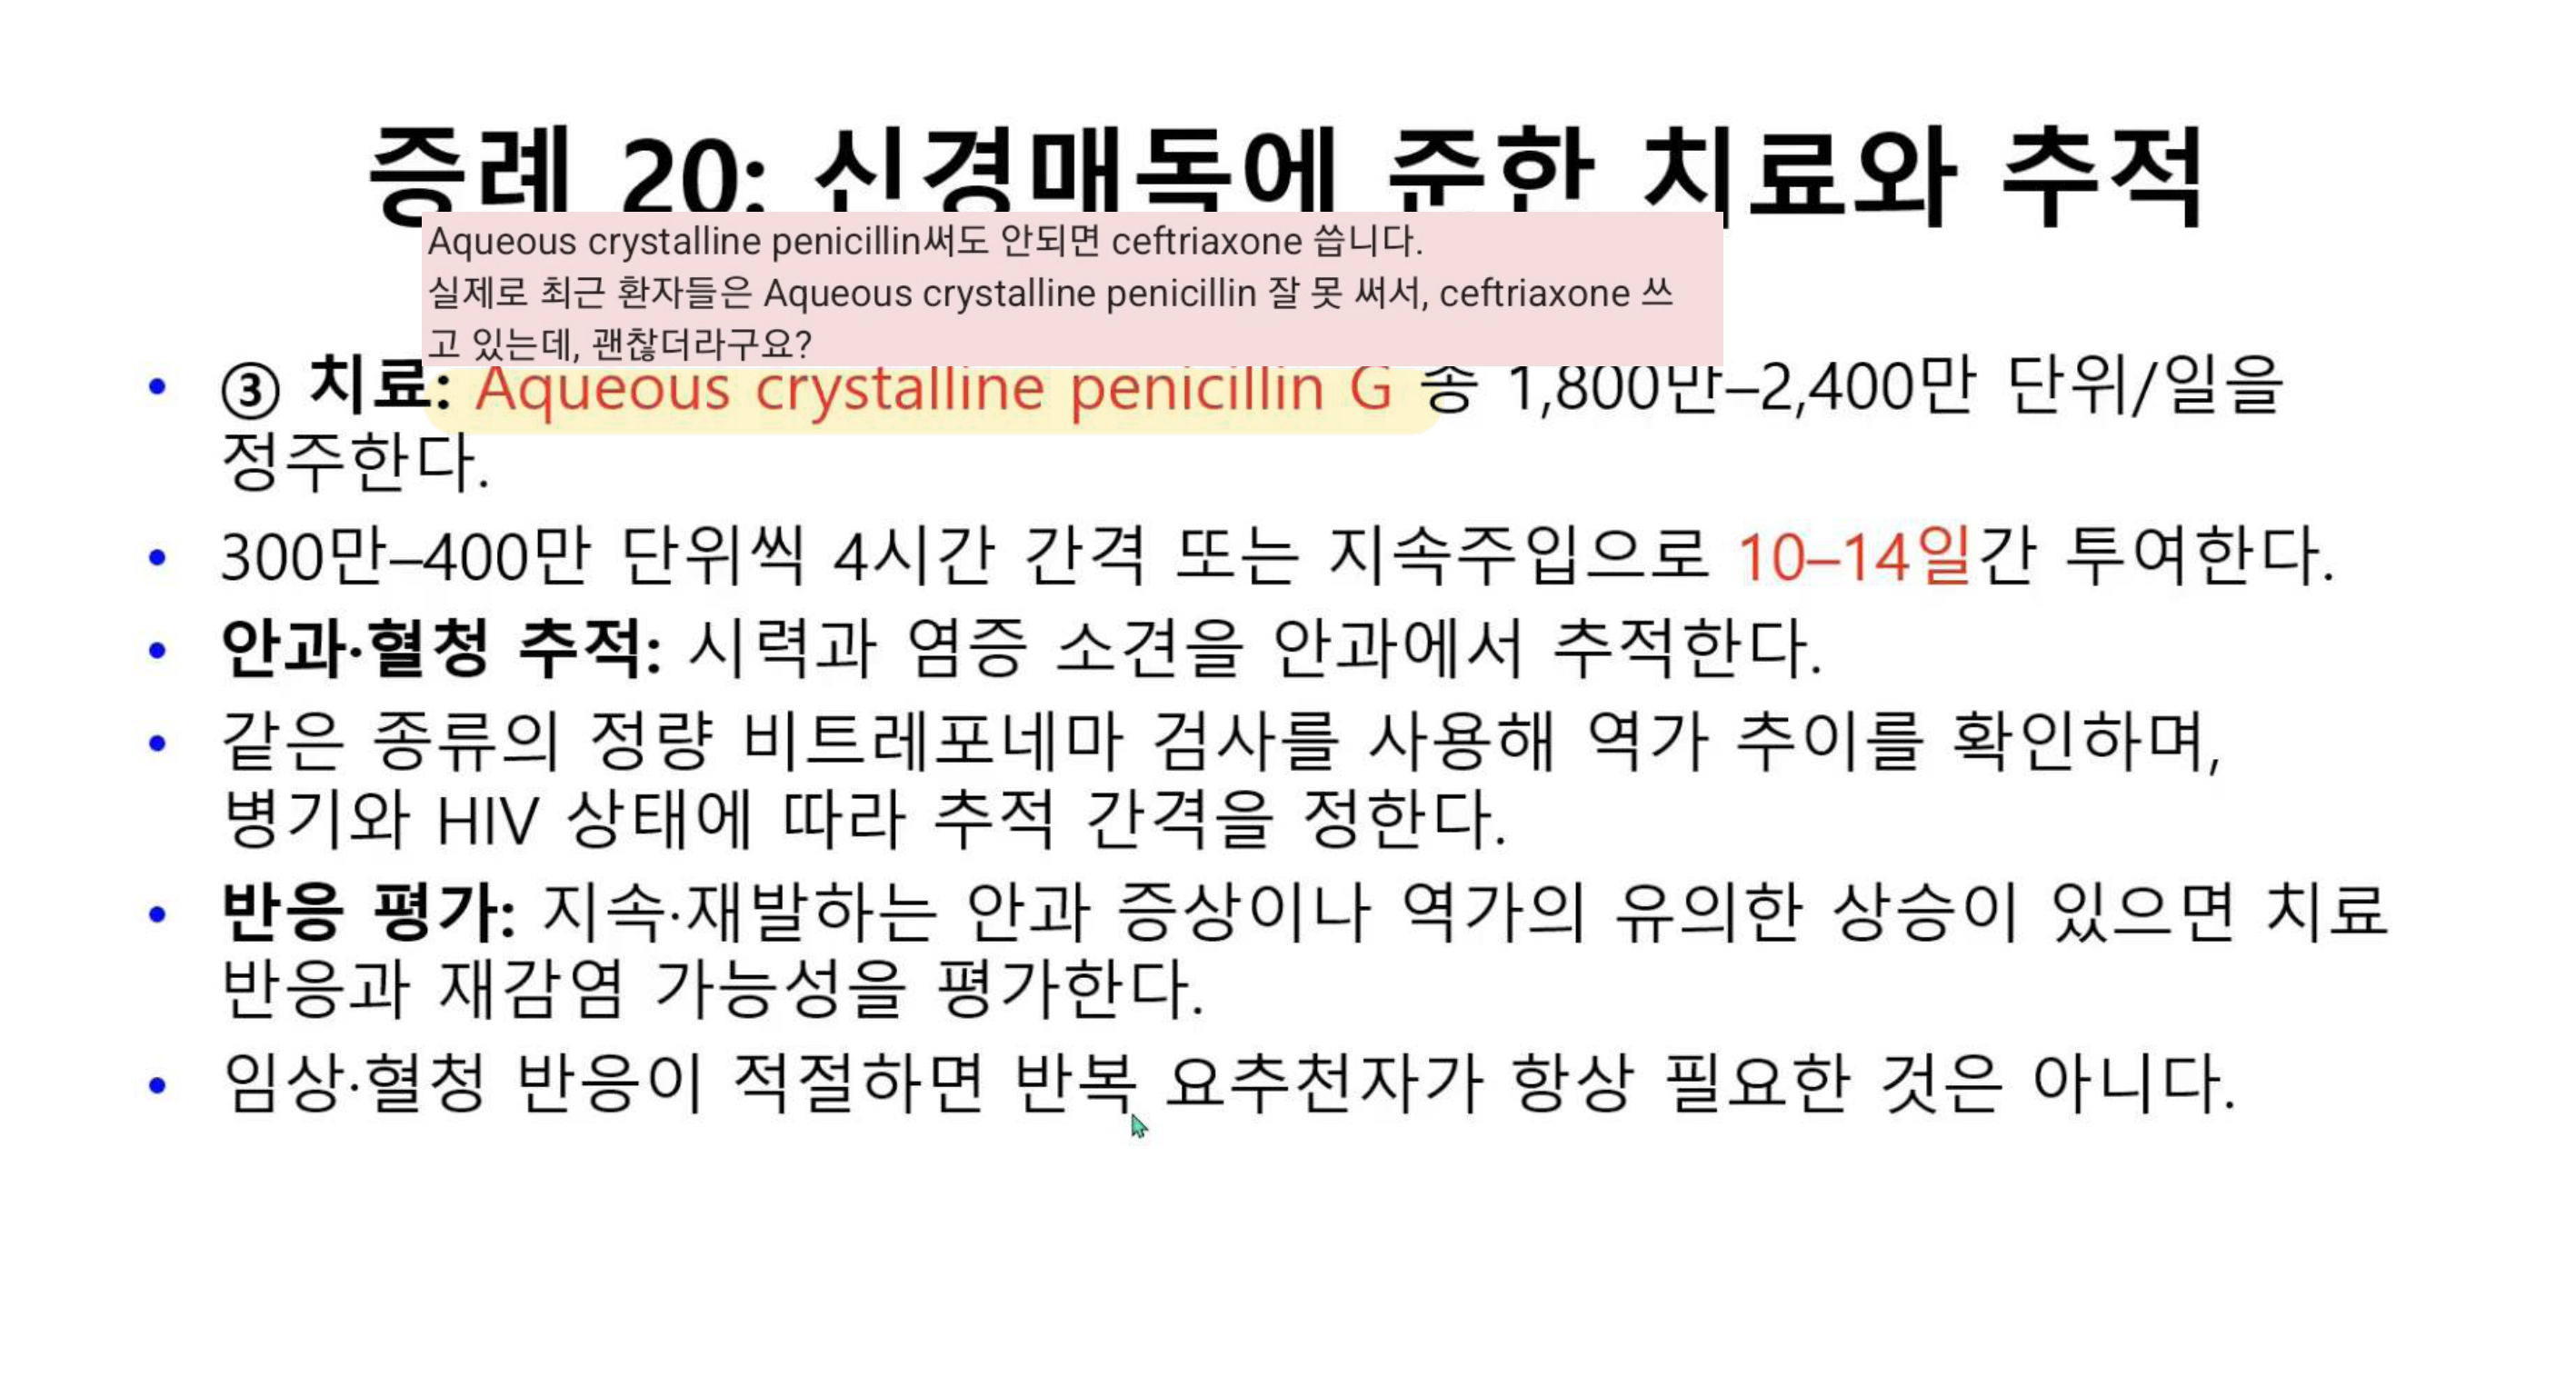 증례 20: 신경매독에 준한 치료와 추적
Aqueous crystalline penicillin써도 안되면 ceftriaxone 씁니다.
실제로 최근 환자들은 Aqueous crystalline penicillin 잘 못 써서, ceftriaxone 쓰
고 있는데, 괜찮더라구요?
• ③ 치료: Aqueous crystalline penicillin G 총 1,800만–2,400만 단위/일을
정주한다.
• 300만–400만 단위씩 4시간 간격 또는 지속주입으로 10–14일간 투여한다.
• 안과·혈청 추적: 시력과 염증 소견을 안과에서 추적한다.
• 같은 종류의 정량 비트레포네마 검사를 사용해 역가 추이를 확인하며,
병기와 HIV 상태에 따라 추적 간격을 정한다.
• 반응 평가: 지속·재발하는 안과 증상이나 역가의 유의한 상승이 있으면 치료
반응과 재감염 가능성을 평가한다.
• 임상·혈청 반응이 적절하면 반복 요추천자가 항상 필요한 것은 아니다.